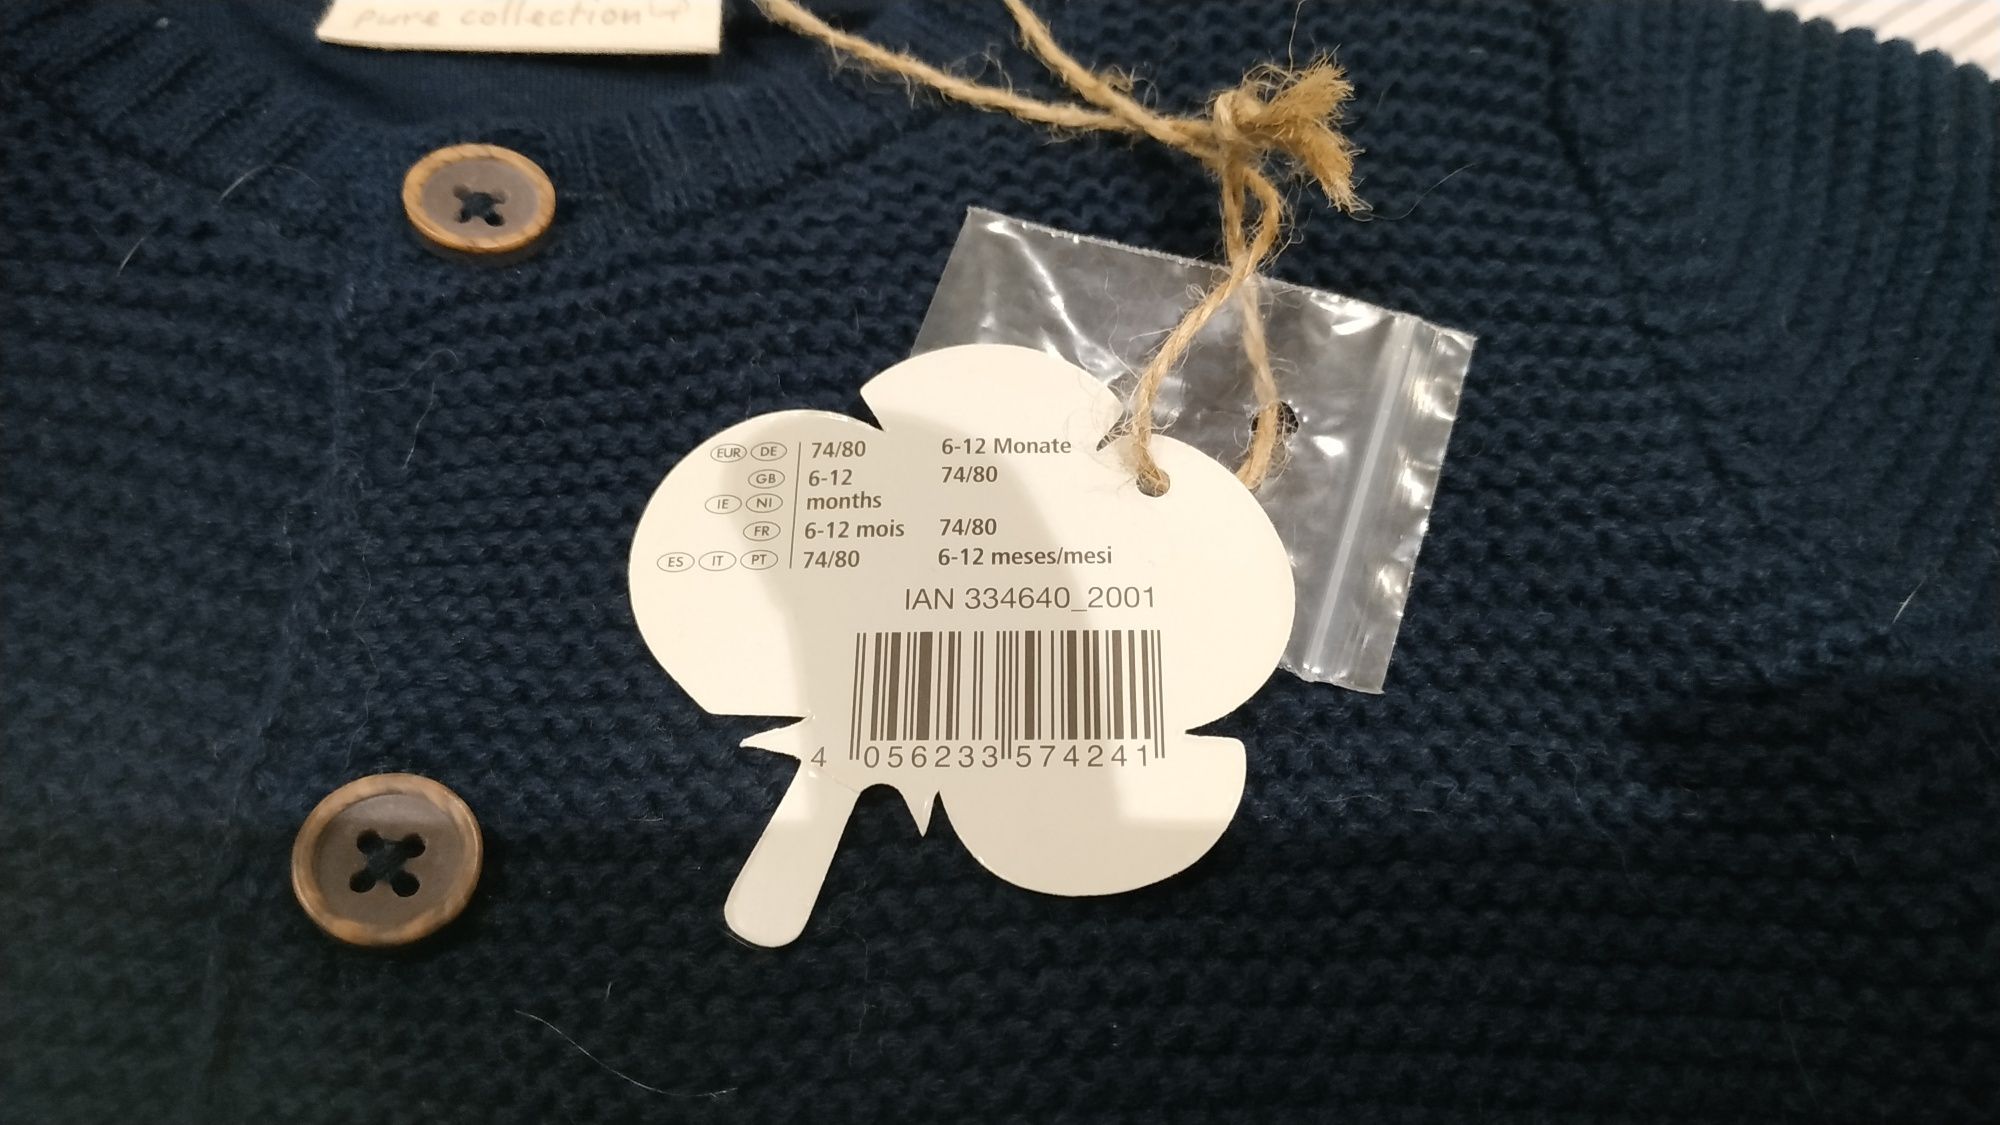 pure collection
EUR DE 74/80 6-12 Monate
GB 6-12 74/80
IE NI months
FR 6-12 mois 74/80
ES IT PT 74/80 6-12 meses/mesi
IAN 334640_2001
4 056233 574241